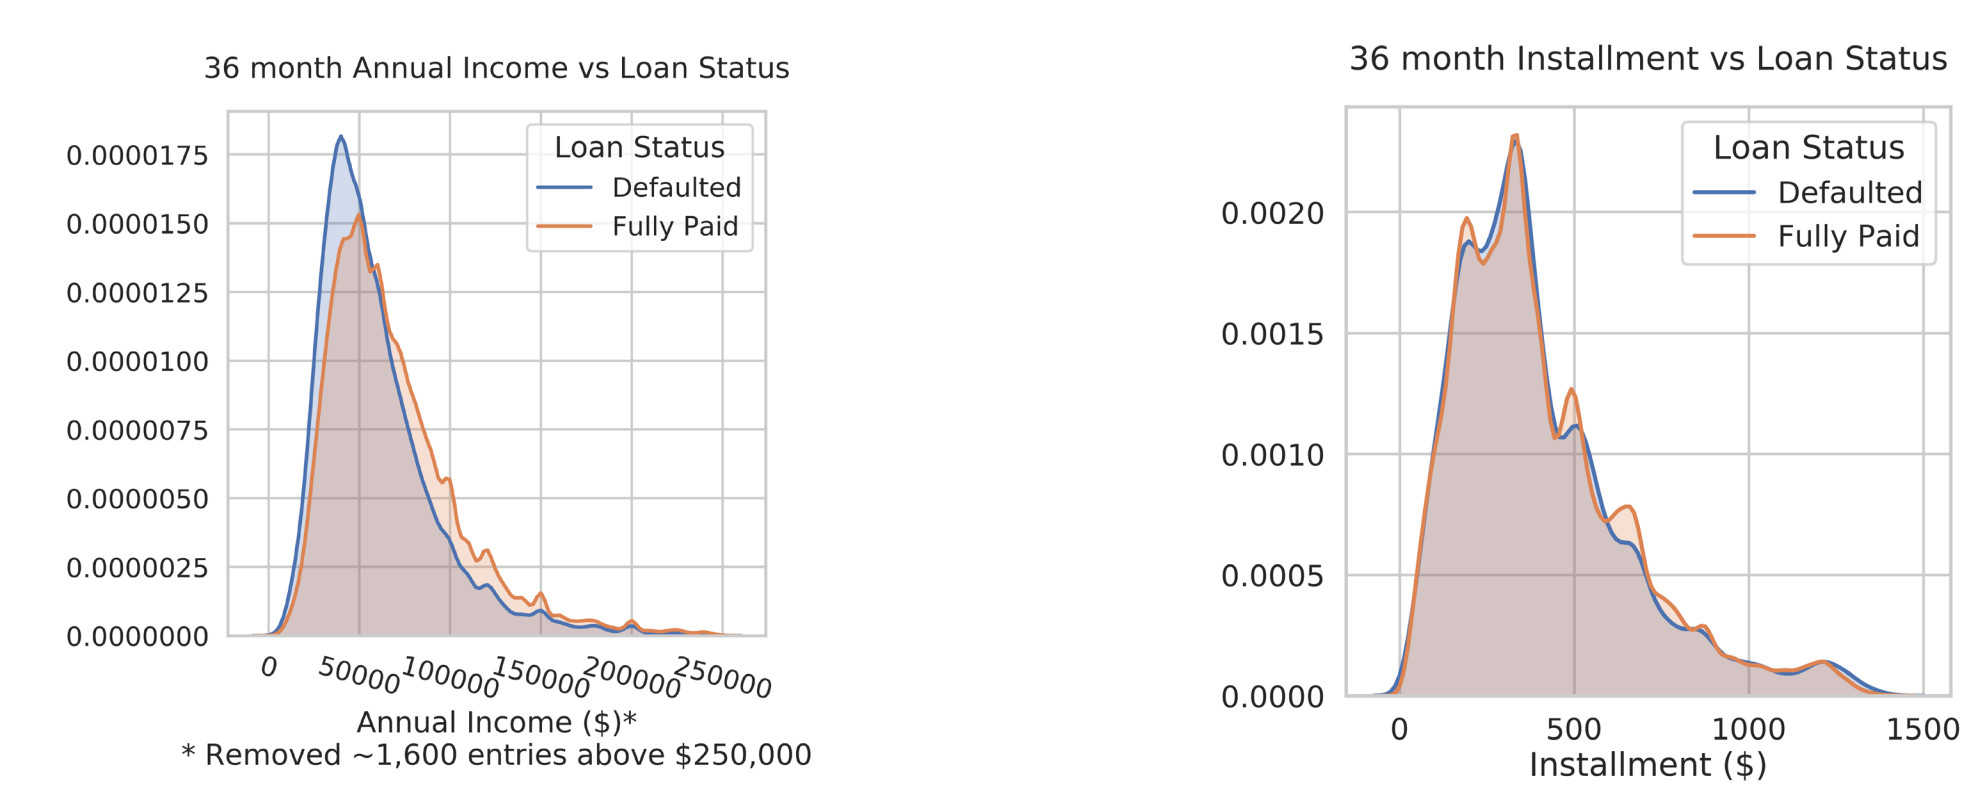 36 month Annual Income vs Loan Status
Loan Status
Defaulted
Fully Paid
0.0000175
0.0000150
0.0000125
0.0000100
0.0000075
0.0000050
0.0000025
0.0000000
0 50000 100000 150000 200000 250000
Annual Income ($)*
* Removed ~1,600 entries above $250,000
36 month Installment vs Loan Status
Loan Status
Defaulted
Fully Paid
0.0020
0.0015
0.0010
0.0005
0.0000
0 500 1000 1500
Installment ($)